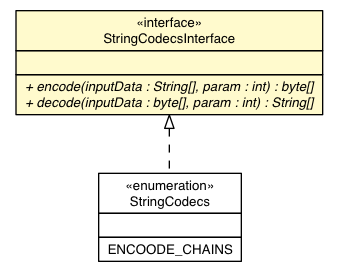 «interface»
StringCodecsInterface
+ encode(inputData : String[], param : int) : byte[]
+ decode(inputData : byte[], param : int) : String[]
«enumeration»
StringCodecs
ENCOODE_CHAINS